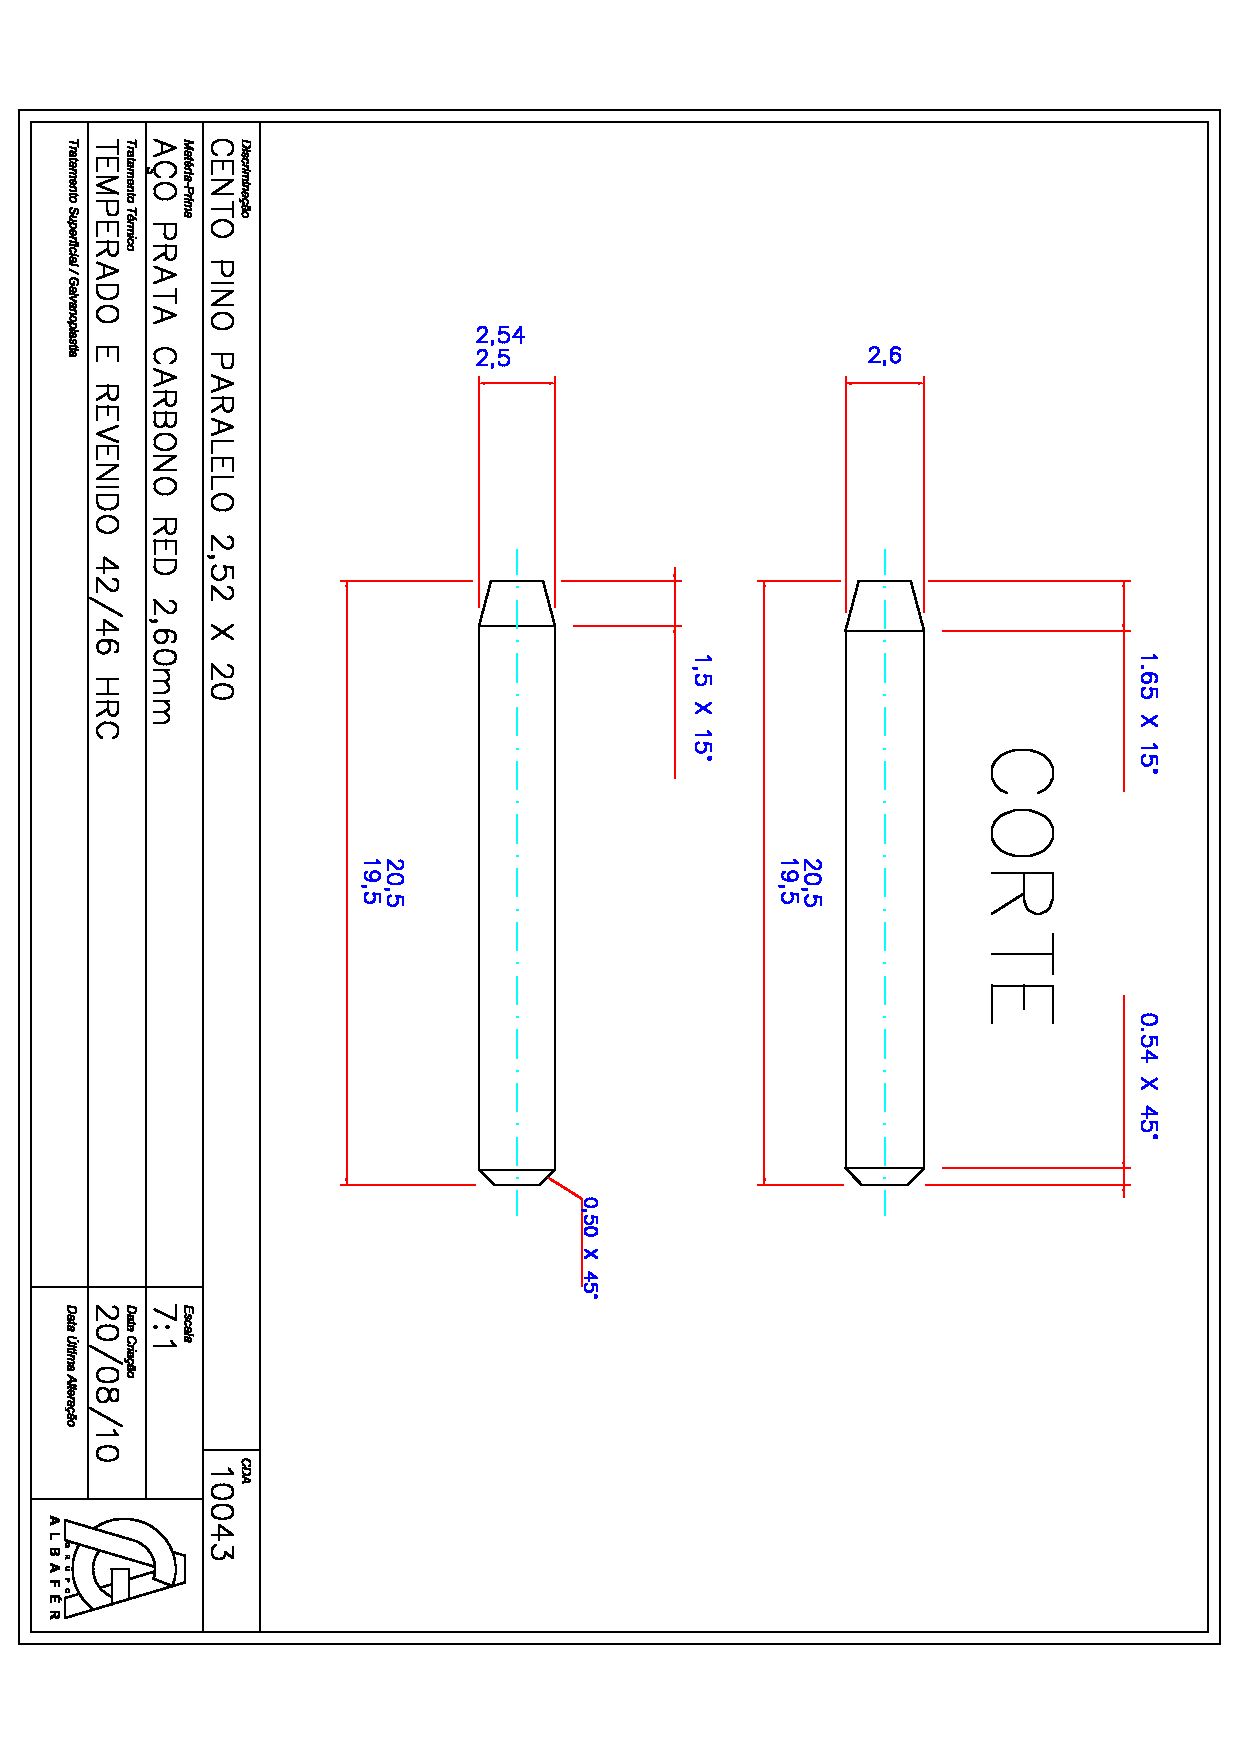 1.65 X 15°
0.54 X 45°
CORTE
2,6
20,5
19,5
1,5 X 15°
2,54
2,5
0,50 X 45°
20,5
19,5
Discriminação
CENTO PINO PARALELO 2,52 X 20
CDA
10043
Matéria-Prima
AÇO PRATA CARBONO RED 2,60mm
Escala
7:1
Tratamento Térmico
TEMPERADO E REVENIDO 42/46 HRC
Data Criação
20/08/10
Tratamento Superficial / Galvanoplastia
Data Última Alteração
GRUPO
ALBAFÉR